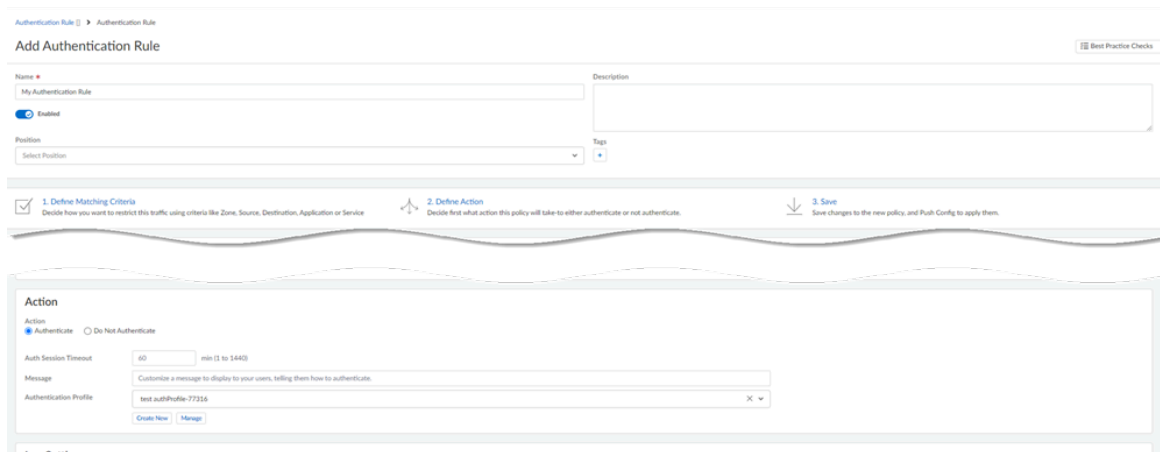 Authentication Rule [] > Authentication Rule
Add Authentication Rule
Best Practice Checks
Name *
My Authentication Rule
Enabled
Position
Select Position
Description
Tags
+
1. Define Matching Criteria
Decide how you want to restrict this traffic using criteria like Zone, Source, Destination, Application or Service
2. Define Action
Decide first what action this policy will take-to either authenticate or not authenticate.
3. Save
Save changes to the new policy, and Push Config to apply them.
Action
Action
Authenticate Do Not Authenticate
Auth Session Timeout 60 min (1 to 1440)
Message Customize a message to display to your users, telling them how to authenticate.
Authentication Profile test authProfile-77316
Create New Manage